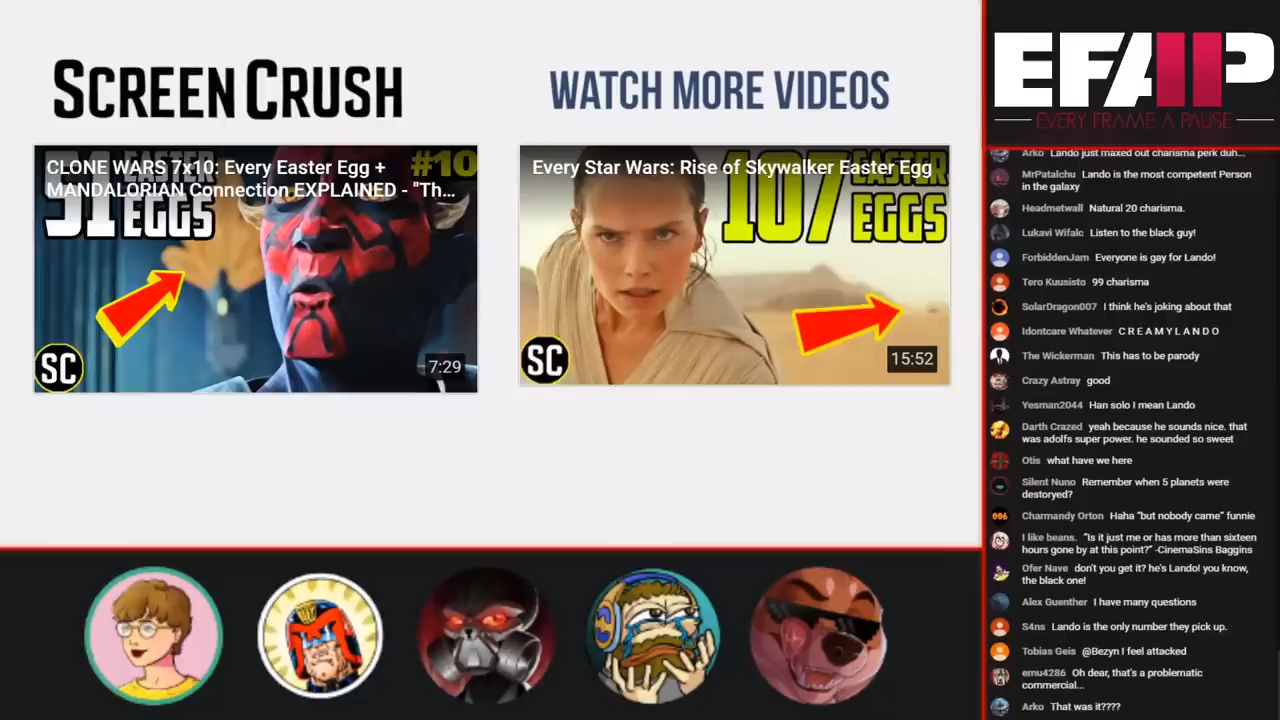 SCREENCRUSH
WATCH MORE VIDEOS
CLONE WARS 7x10: Every Easter Egg +
MANDALORIAN Connection EXPLAINED - "Th...
#10
31 EASTER
EGGS
SC
7:29
Every Star Wars: Rise of Skywalker Easter Egg
107 EASTER
EGGS
SC
15:52
EFAP
EVERY FRAME A PAUSE
Arko Lando just maxed out charisma perk duh...
MrPatalchu Lando is the most competent Person
in the galaxy
Headmetwall Natural 20 charisma.
Lukavi Wifalc Listen to the black guy!
ForbiddenJam Everyone is gay for Lando!
Tero Kuusisto 99 charisma
SolarDragon007 I think he's joking about that
Idontcare Whatever C R E A M Y L A N D O
The Wickerman This has to be parody
Crazy Astray good
Yesman2044 Han solo I mean Lando
Darth Crazed yeah because he sounds nice. that
was adolfs super power. he sounded so sweet
Otis what have we here
Silent Nuno Remember when 5 planets were
destoryed?
Charmandy Orton Haha "but nobody came" funnie
I like beans. "Is it just me or has more than sixteen
hours gone by at this point?" -CinemaSins Baggins
Ofer Nave don't you get it? he's Lando! you know,
the black one!
Alex Guenther I have many questions
S4ns Lando is the only number they pick up.
Tobias Geis @Bezyn I feel attacked
emu4286 Oh dear, that's a problematic
commercial...
Arko That was it????